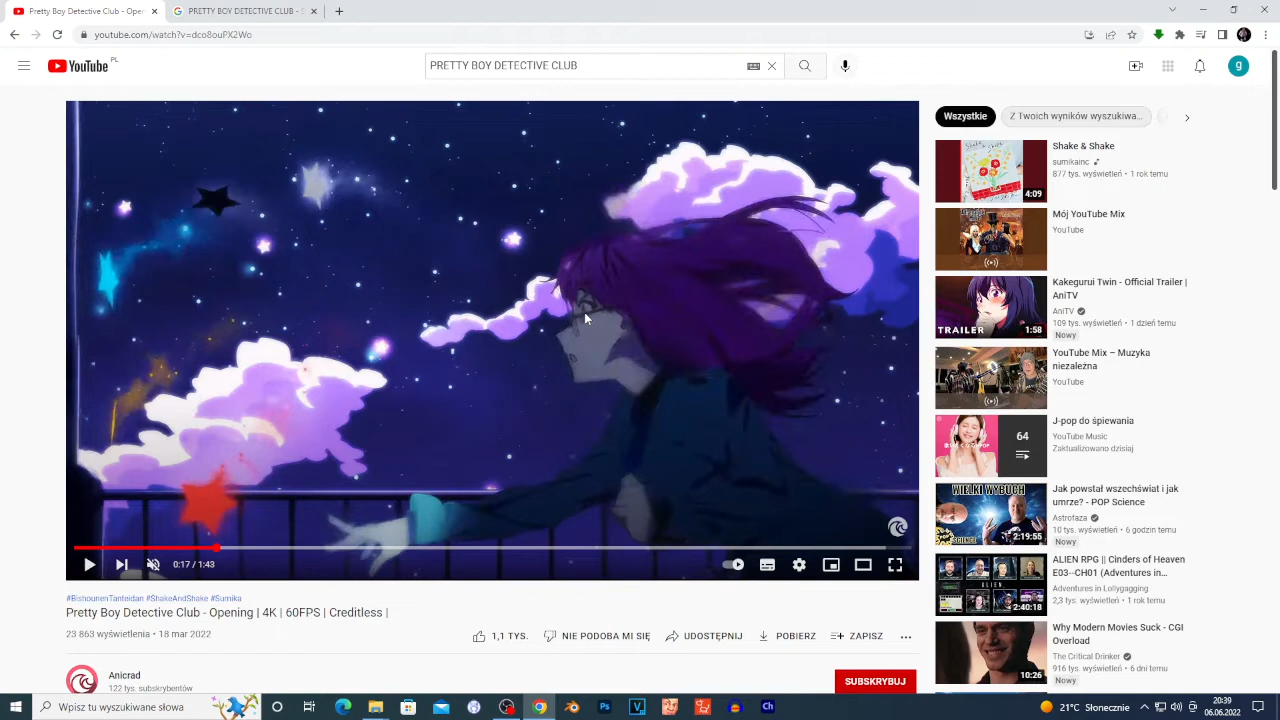 Pretty Boy Detective Club - Oper
PRETTY BOY DETECTIVE CLUB - S
youtube.com/watch?v=dco8ouPX2Wo
YouTube PL
PRETTY BOY DETECTIVE CLUB
g
0:17 / 1:43
#BishounenTanteidan #ShakeAndShake #Sumika
Pretty Boy Detective Club - Opening | 4K | 60FPS | Creditless |
23 863 wyświetlenia • 18 mar 2022
1,1 TYS.
NIE PODOBA MI SIĘ
UDOSTĘPNIJ
POBIERZ
ZAPISZ
Anicrad
122 tys. subskrybentów
SUBSKRYBUJ
Wszystkie
Z Twoich wyników wyszukiwa...
4:09
Shake & Shake
sumikainc
877 tys. wyświetleń • 1 rok temu
Mój YouTube Mix
YouTube
TRAILER
1:58
Kakegurui Twin - Official Trailer |
AniTV
AniTV
109 tys. wyświetleń • 1 dzień temu
Nowy
YouTube Mix – Muzyka
niezależna
YouTube
64
J-pop do śpiewania
YouTube Music
Zaktualizowano dzisiaj
WIELKI WYBUCH
POP
SCIENCE
2:19:55
Jak powstał wszechświat i jak
umrze? - POP Science
Astrofaza
10 tys. wyświetleń • 6 godzin temu
Nowy
ALIEN
2:40:18
ALIEN RPG || Cinders of Heaven
E03--CH01 (Adventures in...
Adventures in Lollygagging
2,3 tys. wyświetleń • 1 rok temu
10:26
Why Modern Movies Suck - CGI
Overload
The Critical Drinker
916 tys. wyświetleń • 6 dni temu
Nowy
Wpisz tu wyszukiwane słowa
Ps
V
Ch
21°C Słonecznie
20:39
06.06.2022